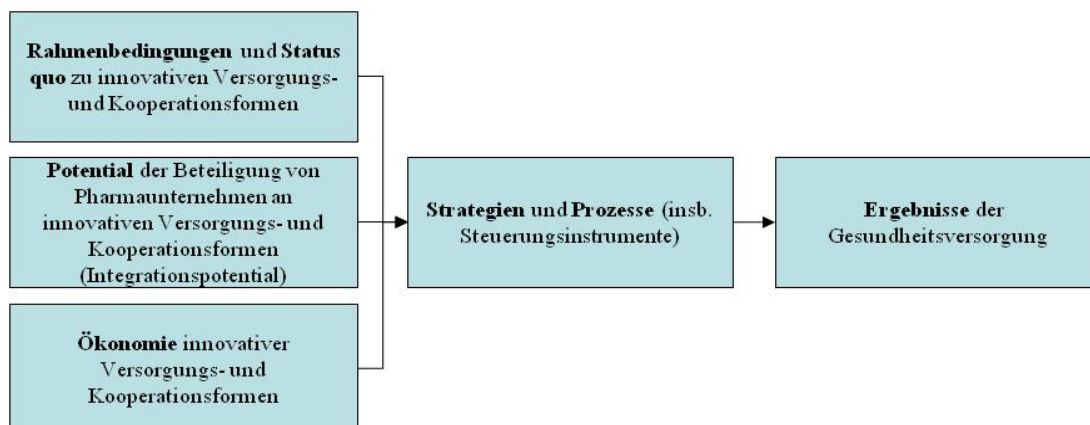 Rahmenbedingungen und Status
quo zu innovativen Versorgungs-
und Kooperationsformen
Potential der Beteiligung von
Pharmaunternehmen an
innovativen Versorgungs- und
Kooperationsformen
(Integrationspotential)
Ökonomie innovativer
Versorgungs- und
Kooperationsformen
Strategien und Prozesse (insb.
Steuerungsinstrumente)
Ergebnisse der
Gesundheitsversorgung